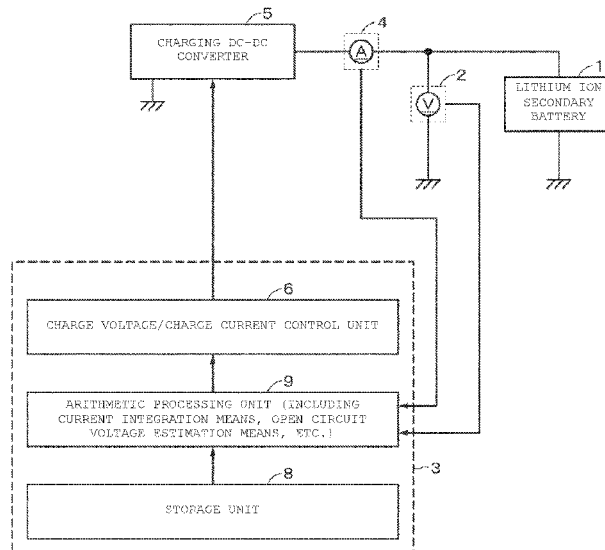 5
CHARGING DC-DC
CONVERTER
4
A
2
V
1
LITHIUM ION
SECONDARY
BATTERY
6
CHARGE VOLTAGE/CHARGE CURRENT CONTROL UNIT
9
ARITHMETIC PROCESSING UNIT (INCLUDING
CURRENT INTEGRATION MEANS, OPEN CIRCUIT
VOLTAGE ESTIMATION MEANS, ETC.)
3
8
STORAGE UNIT